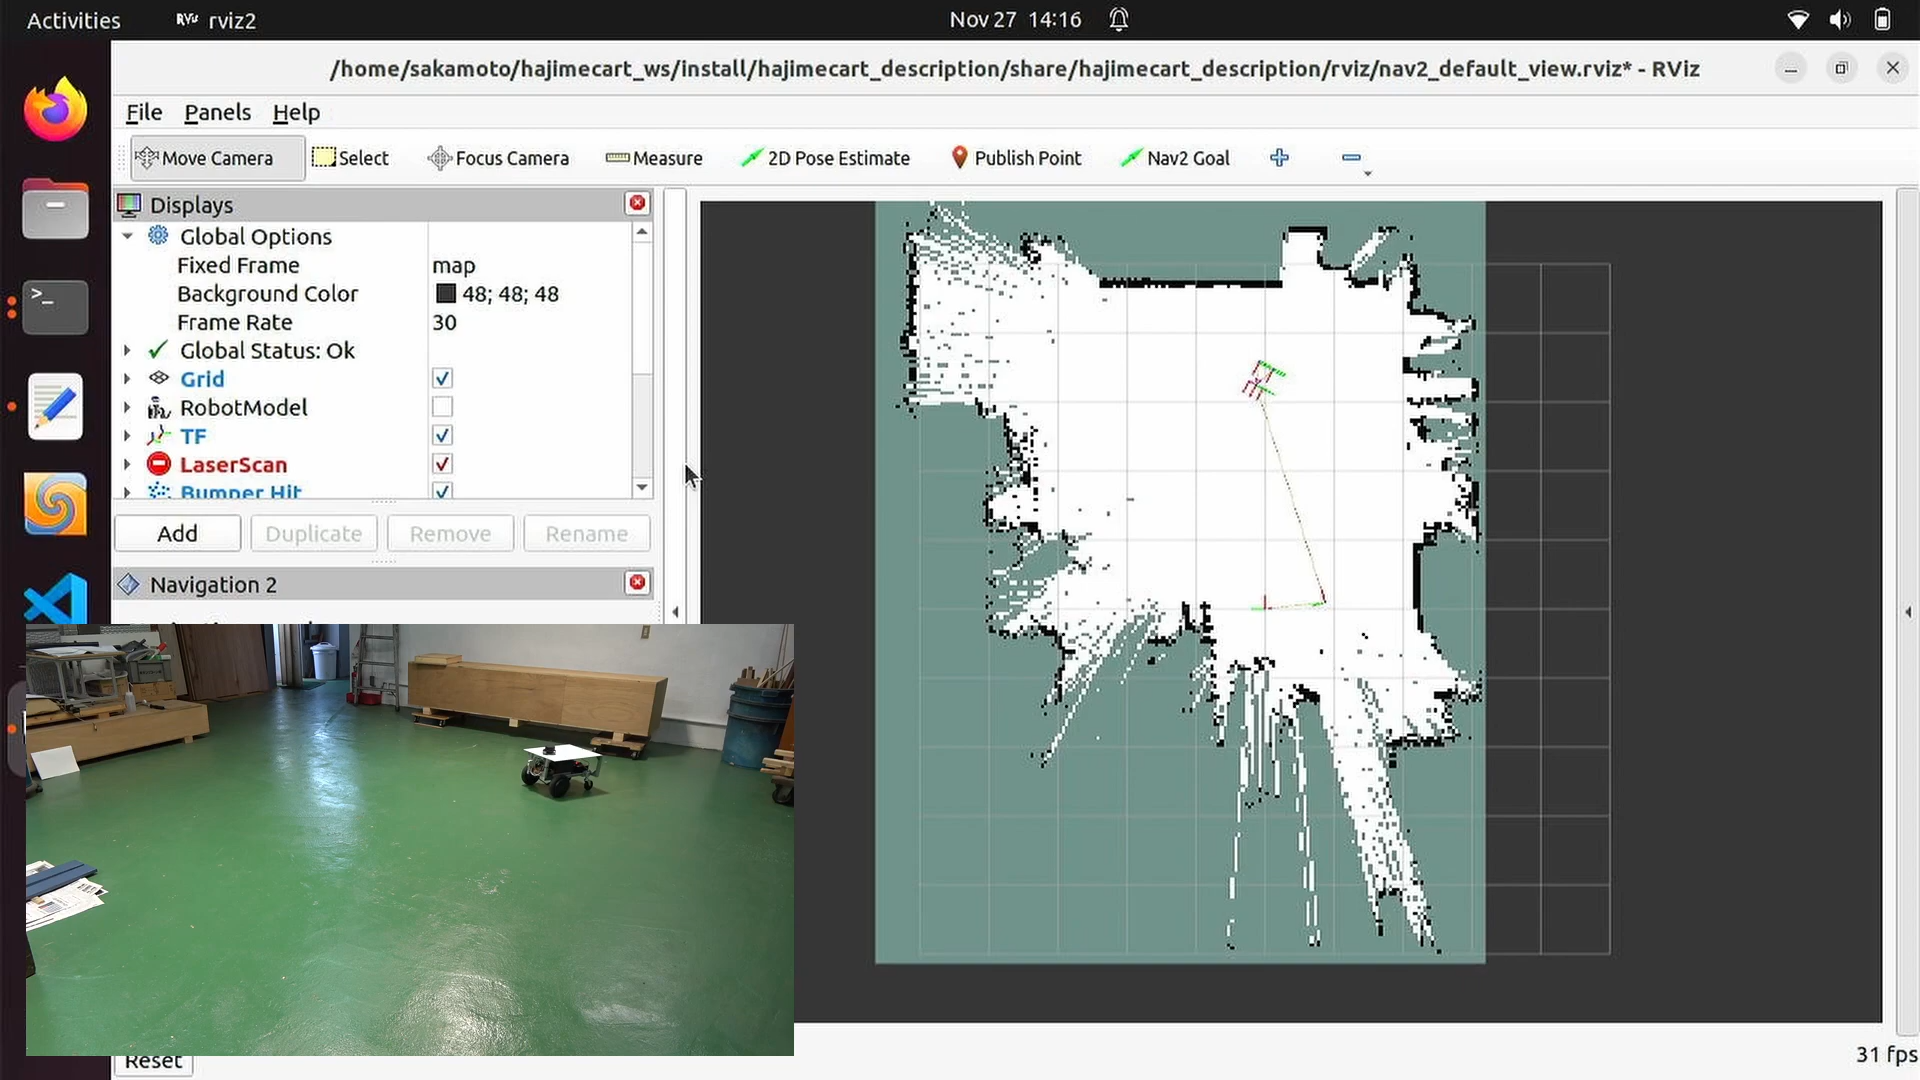 Activities
rviz2
Nov 27 14:16
/home/sakamoto/hajimecart_ws/install/hajimecart_description/share/hajimecart_description/rviz/nav2_default_view.rviz* - RViz
File Panels Help
Move Camera
Select
Focus Camera
Measure
2D Pose Estimate
Publish Point
Nav2 Goal
Displays
Global Options
Fixed Frame map
Background Color 48; 48; 48
Frame Rate 30
Global Status: Ok
Grid
RobotModel
TF
LaserScan
Bumper Hit
Add Duplicate Remove Rename
Navigation 2
Reset
31 fps